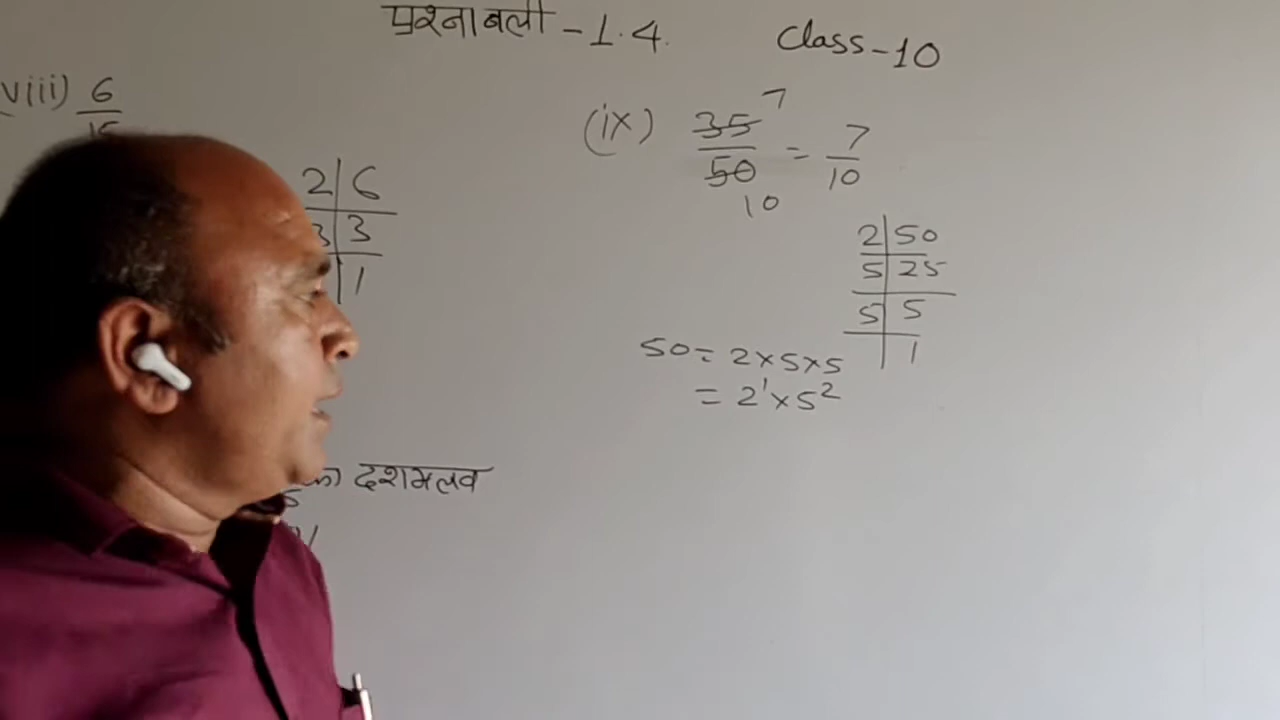 प्रश्नावली - 1.4. Class-10
viii) 6
2 | 6
3 | 3
| 1
का दशमलव
(ix) 35/50 = 7/10
7
10
2 | 50
5 | 25
5 | 5
| 1
50 = 2×5×5
= 2¹×5²